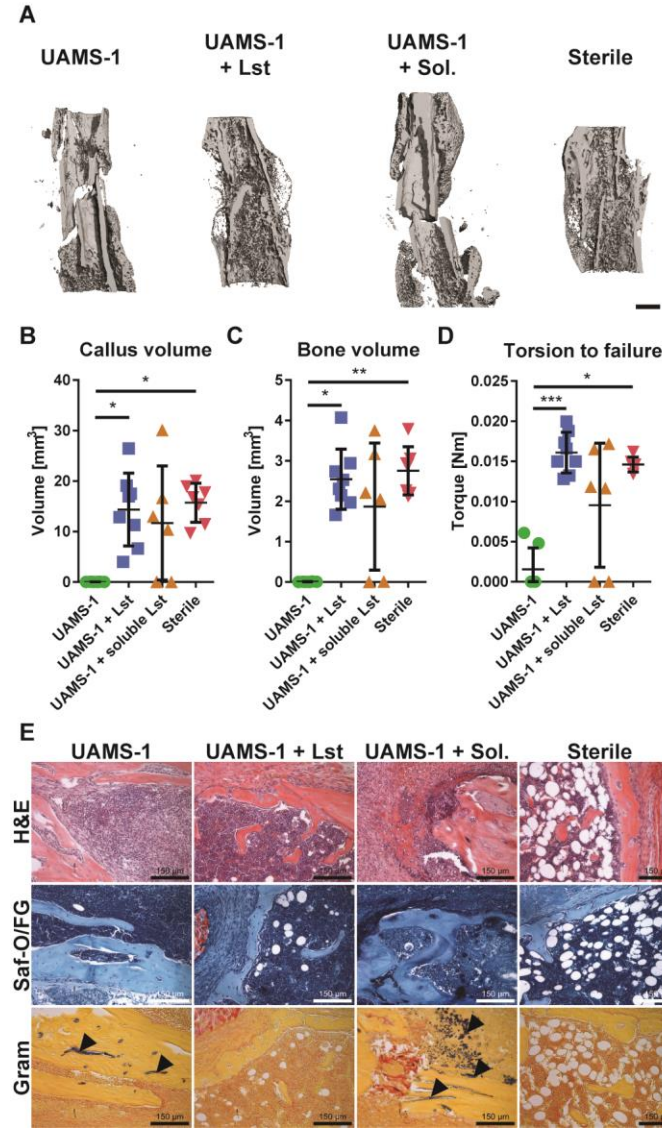 A
UAMS-1
UAMS-1
+ Lst
UAMS-1
+ Sol.
Sterile
B
Callus volume
Volume [mm³]
40
30
20
10
0
*
*
UAMS-1
UAMS-1 + Lst
UAMS-1 + soluble Lst
Sterile
C
Bone volume
Volume [mm³]
5
4
3
2
1
0
**
*
UAMS-1
UAMS-1 + Lst
UAMS-1 + soluble Lst
Sterile
D
Torsion to failure
Torque [Nm]
0.025
0.020
0.015
0.010
0.005
0.000
*
***
UAMS-1
UAMS-1 + Lst
UAMS-1 + soluble Lst
Sterile
E
UAMS-1
UAMS-1 + Lst
UAMS-1 + Sol.
Sterile
H&E
150 µm
150 µm
150 µm
150 µm
Saf-O/FG
150 µm
150 µm
150 µm
150 µm
Gram
150 µm
150 µm
150 µm
150 µm